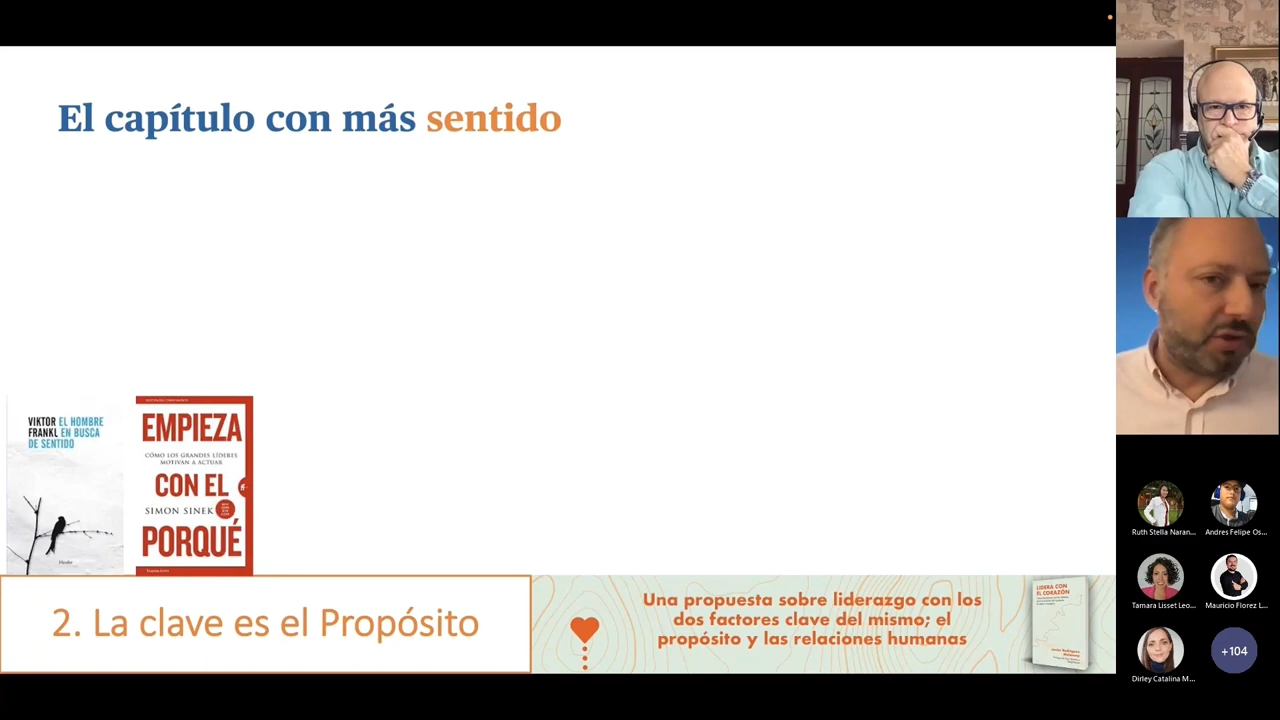 El capítulo con más sentido
VIKTOR EL HOMBRE
FRANKL EN BUSCA
DE SENTIDO
Herder
EMPIEZA
CÓMO LOS GRANDES LÍDERES
MOTIVAN A ACTUAR
CON EL
SIMON SINEK
PORQUÉ
2. La clave es el Propósito
Una propuesta sobre liderazgo con los
dos factores clave del mismo; el
propósito y las relaciones humanas
LIDERA CON
EL CORAZÓN
Ruth Stella Naran...
Andres Felipe Os...
Tamara Lisset Leo...
Mauricio Florez L...
Dirley Catalina M...
+104